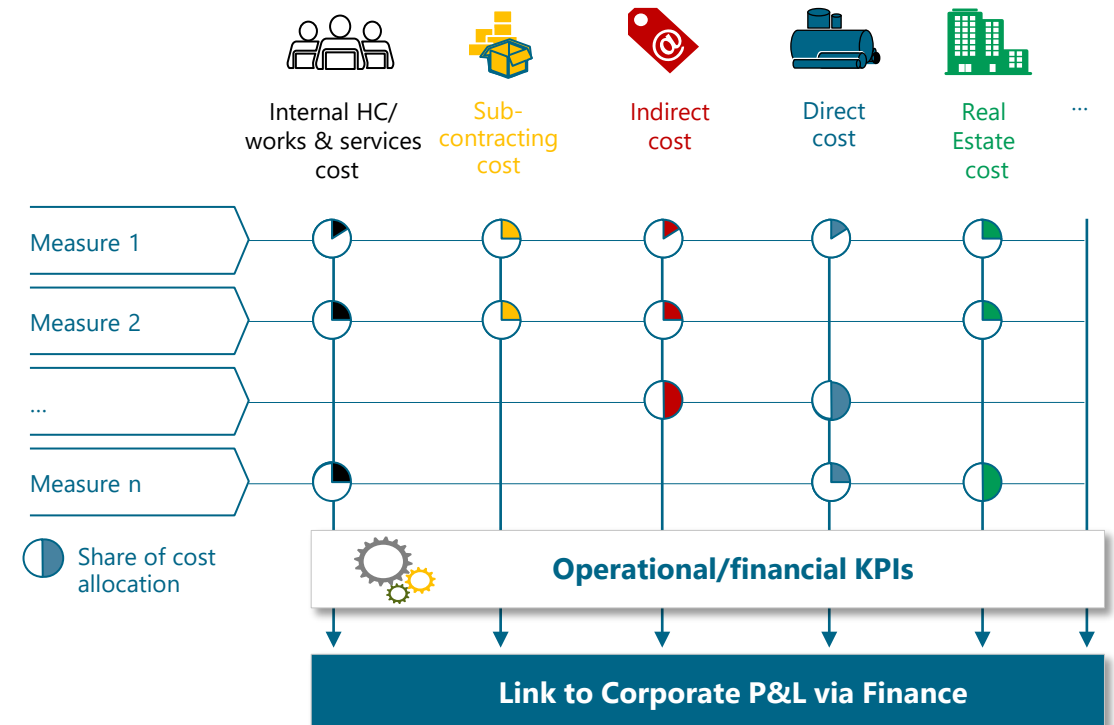 Internal HC/
works & services
cost
Sub-
contracting
cost
@
Indirect
cost
Direct
cost
Real
Estate
cost
...
Measure 1
Measure 2
...
Measure n
Share of cost
allocation
Operational/financial KPIs
Link to Corporate P&L via Finance